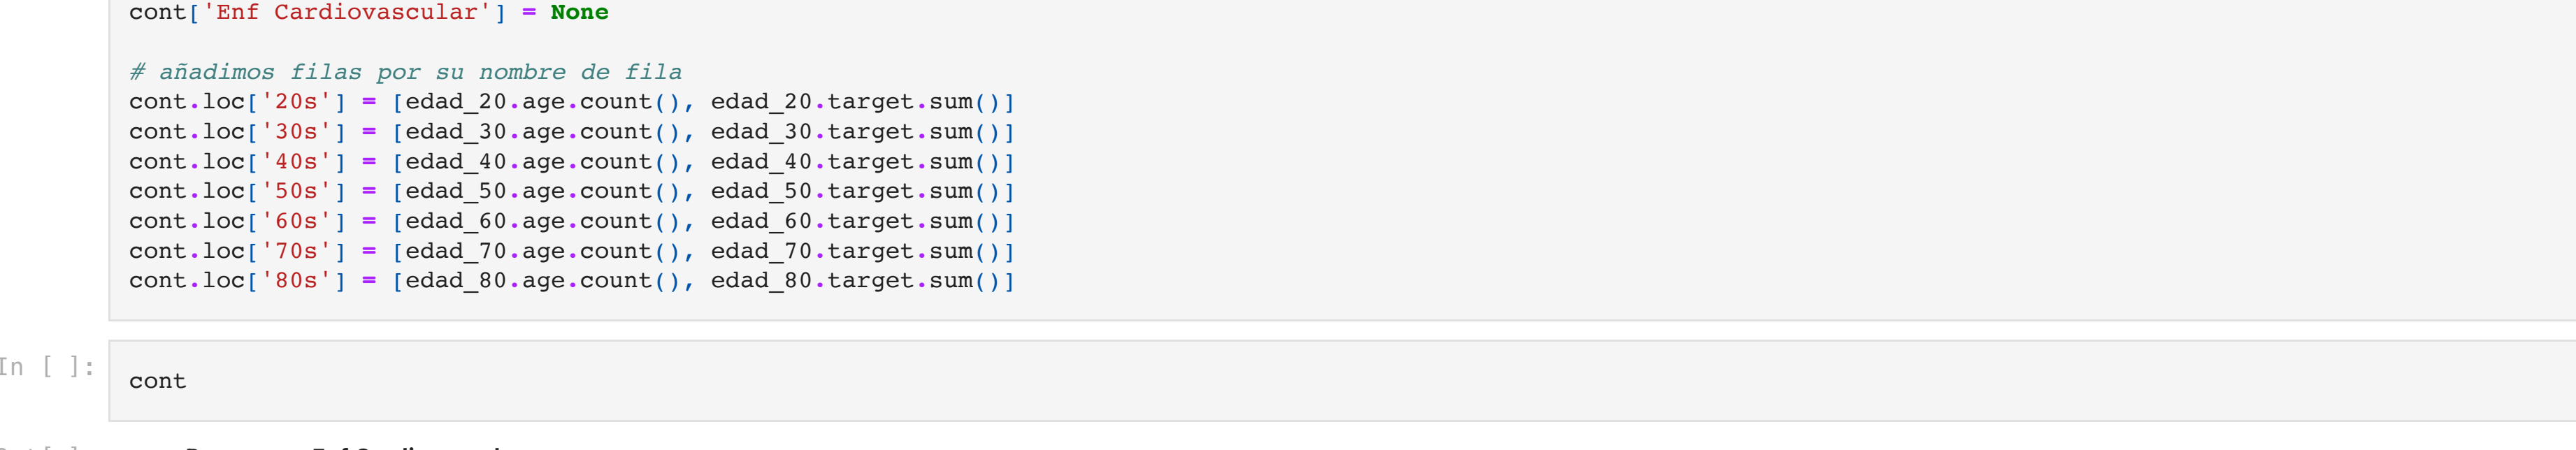 cont['Enf Cardiovascular'] = None
# añadimos filas por su nombre de fila
cont.loc['20s'] = [edad_20.age.count(), edad_20.target.sum()]
cont.loc['30s'] = [edad_30.age.count(), edad_30.target.sum()]
cont.loc['40s'] = [edad_40.age.count(), edad_40.target.sum()]
cont.loc['50s'] = [edad_50.age.count(), edad_50.target.sum()]
cont.loc['60s'] = [edad_60.age.count(), edad_60.target.sum()]
cont.loc['70s'] = [edad_70.age.count(), edad_70.target.sum()]
cont.loc['80s'] = [edad_80.age.count(), edad_80.target.sum()]
In [ ]:
cont